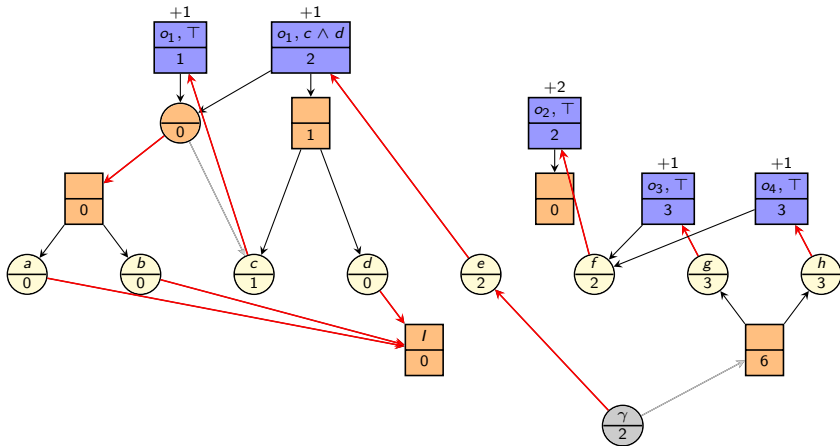 +1 +1
o₁, ⊤ o₁, c ∧ d
1 2
+2
o₂, ⊤
2
0 1
+1 +1
o₃, ⊤ o₄, ⊤
0 0 3 3
a b c d e f g h
0 0 1 0 2 2 3 3
I
0 6
γ
2